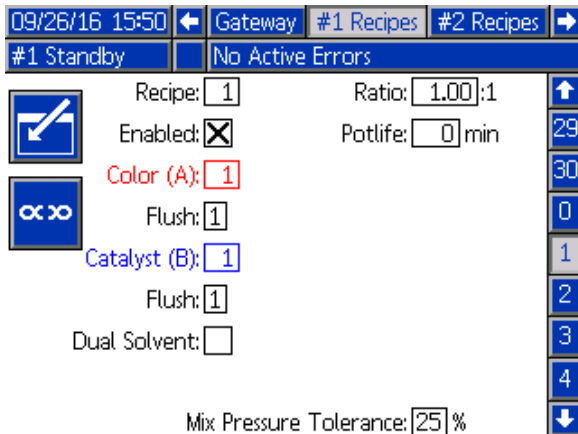 09/26/16 15:50 Gateway #1 Recipes #2 Recipes
#1 Standby No Active Errors
Recipe: 1 Ratio: 1.00 :1
Enabled: Potlife: 0 min
29
Color (A): 1
30
Flush: 1
0
Catalyst (B): 1
1
Flush: 1
2
Dual Solvent:
3
4
Mix Pressure Tolerance: 25 %